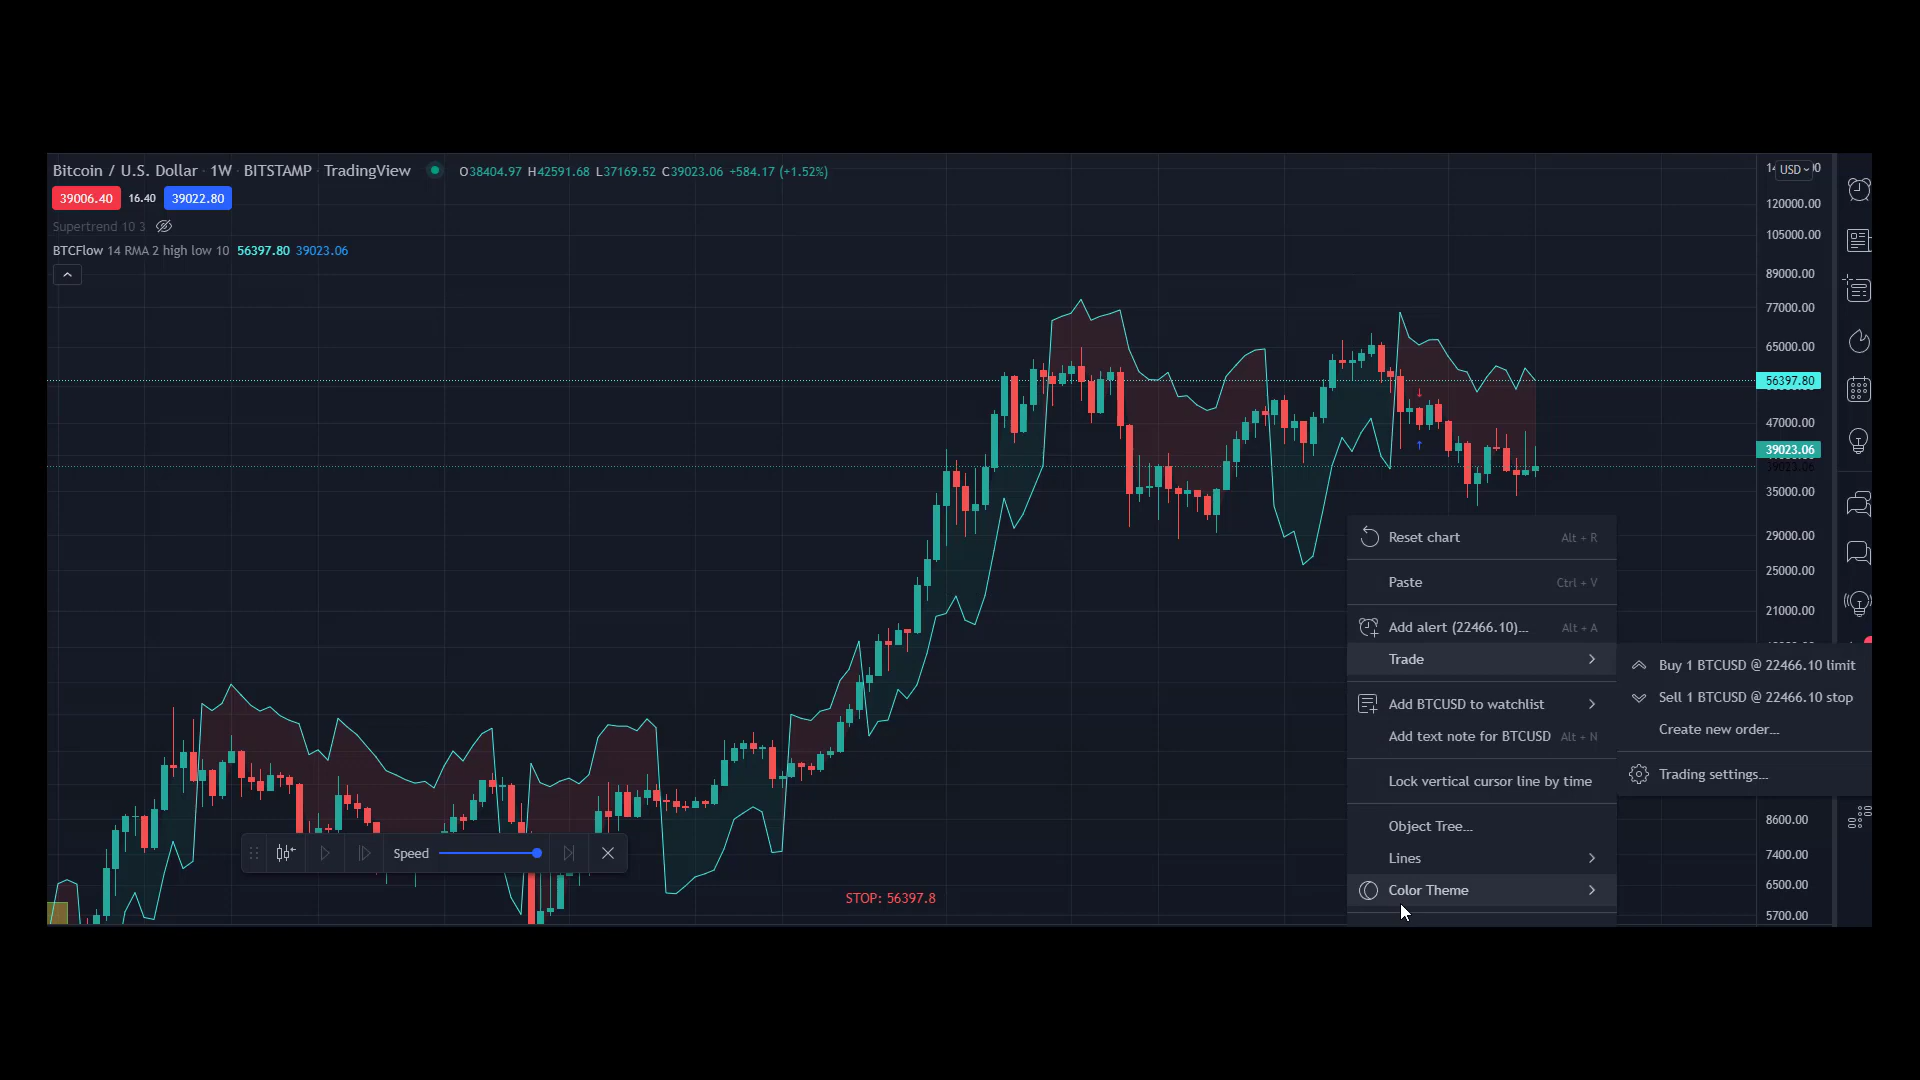 Bitcoin / U.S. Dollar · 1W · BITSTAMP · TradingView O38404.97 H42591.68 L37169.52 C39023.06 +584.17 (+1.52%)
39006.40 16.40 39022.80
Supertrend 10 3
BTCFlow 14 RMA 2 high low 10 56397.80 39023.06
USD
120000.00
105000.00
89000.00
77000.00
65000.00
56397.80
47000.00
39023.06
39023.06
35000.00
29000.00
25000.00
21000.00
8600.00
7400.00
6500.00
5700.00
Reset chart Alt + R
Paste Ctrl + V
Add alert (22466.10)... Alt + A
Trade
Add BTCUSD to watchlist
Add text note for BTCUSD Alt + N
Lock vertical cursor line by time
Object Tree...
Lines
Color Theme
Buy 1 BTCUSD @ 22466.10 limit
Sell 1 BTCUSD @ 22466.10 stop
Create new order...
Trading settings...
Speed
STOP: 56397.8